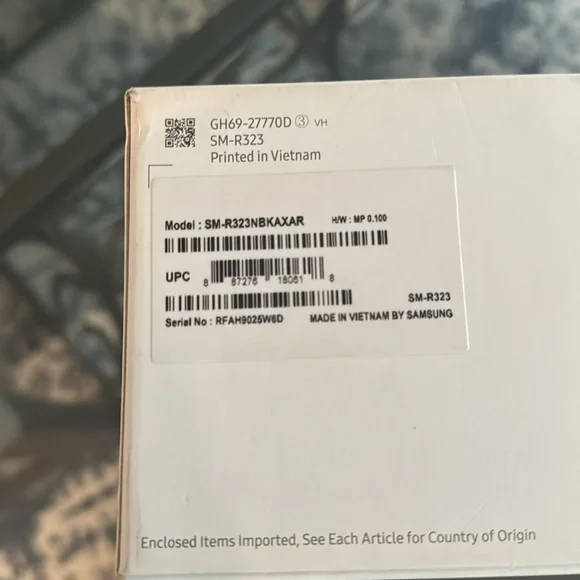 GH69-27770D ③ VH
SM-R323
Printed in Vietnam
Model : SM-R323NBKAXAR H/W : MP 0.100
UPC 8 87276 18061 8
SM-R323
Serial No : RFAH9025W6D MADE IN VIETNAM BY SAMSUNG
Enclosed Items Imported, See Each Article for Country of Origin